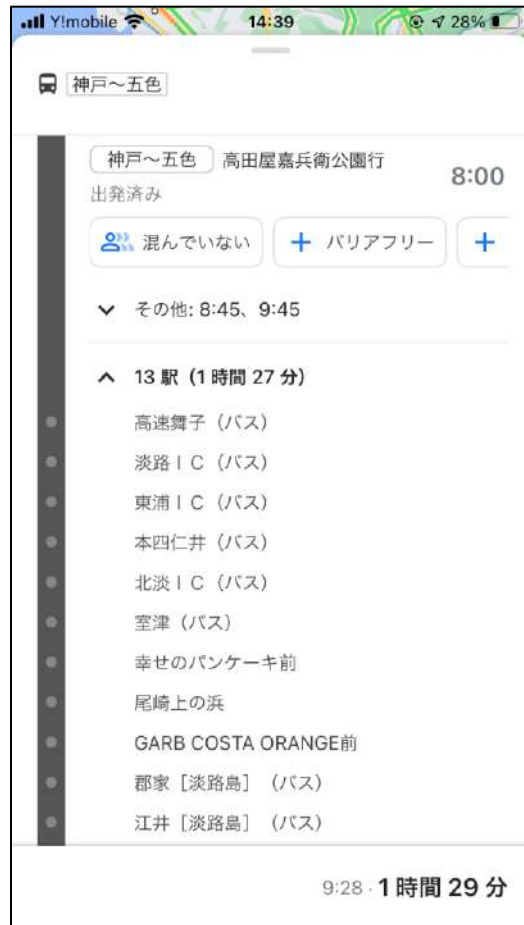 Y!mobile 14:39 28%
神戸～五色
神戸～五色 高田屋嘉兵衛公園行
8:00
出発済み
混んでいない + バリアフリー +
その他: 8:45、9:45
13 駅（1 時間 27 分）
高速舞子（バス）
淡路ＩＣ（バス）
東浦ＩＣ（バス）
本四仁井（バス）
北淡ＩＣ（バス）
室津（バス）
幸せのパンケーキ前
尾崎上の浜
GARB COSTA ORANGE前
郡家［淡路島］（バス）
江井［淡路島］（バス）
9:28 · 1 時間 29 分